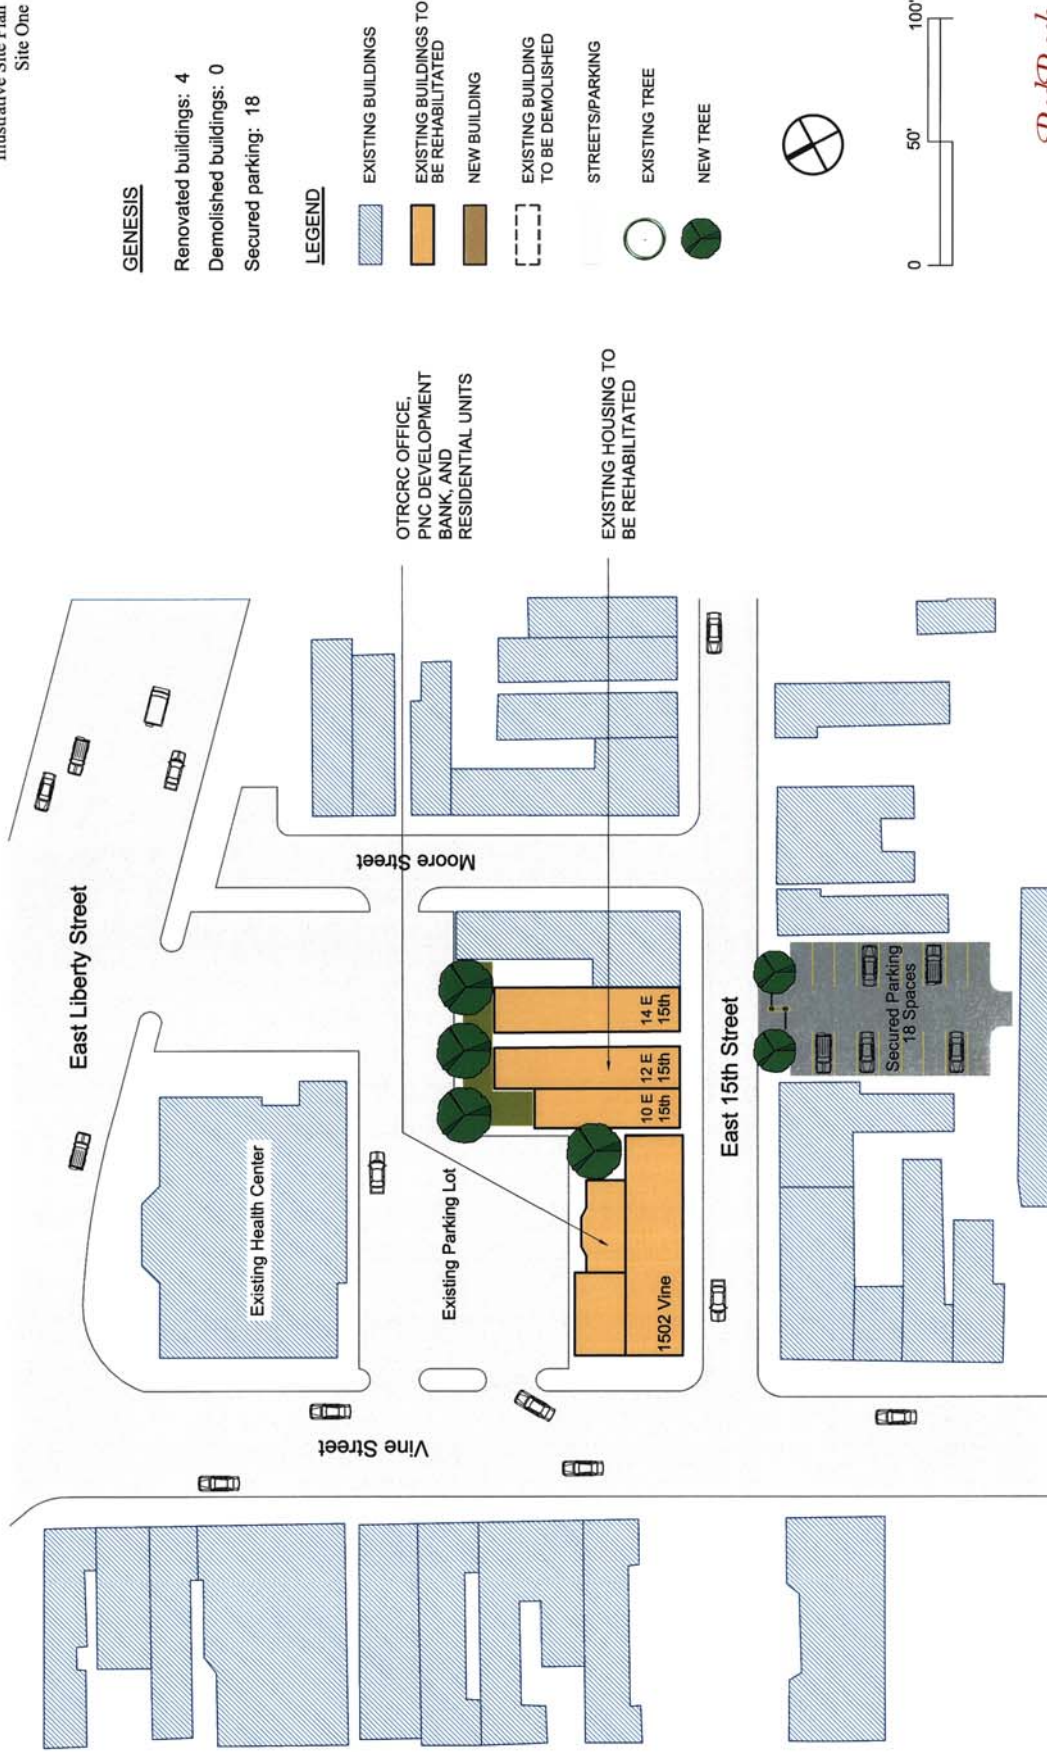 Illustrative Site Plan
Site One
GENESIS
Renovated buildings: 4
Demolished buildings: 0
Secured parking: 18
LEGEND
EXISTING BUILDINGS
EXISTING BUILDINGS TO
BE REHABILITATED
NEW BUILDING
EXISTING BUILDING
TO BE DEMOLISHED
STREETS/PARKING
EXISTING TREE
NEW TREE
0
50'
100'
OTRCRC OFFICE,
PNC DEVELOPMENT
BANK, AND
RESIDENTIAL UNITS
EXISTING HOUSING TO
BE REHABILITATED
East Liberty Street
Moore Street
Existing Health Center
Existing Parking Lot
Vine Street
1502 Vine
10 E
15th
12 E
15th
14 E
15th
East 15th Street
Secured Parking
18 Spaces